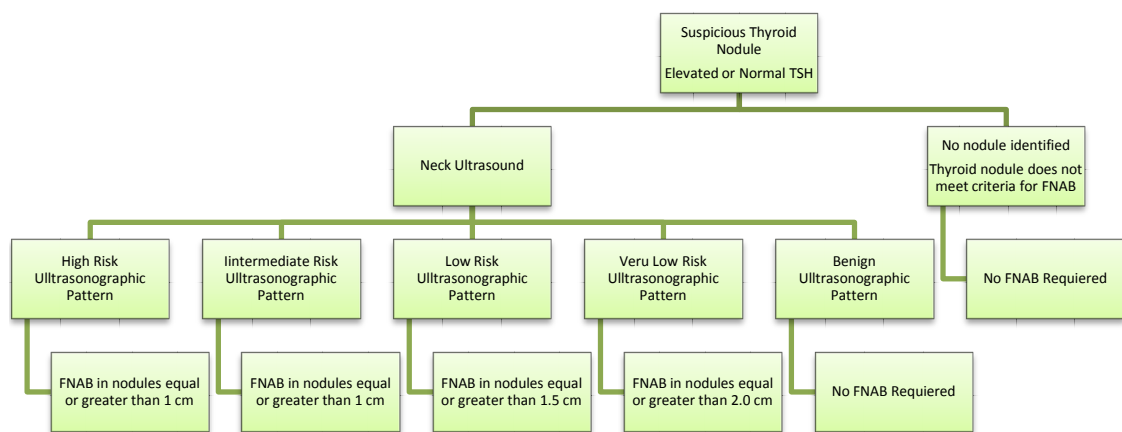 Suspicious Thyroid
Nodule
Elevated or Normal TSH
Neck Ultrasound
No nodule identified
Thyroid nodule does not
meet criteria for FNAB
High Risk
Ulltrasonographic
Pattern
Iintermediate Risk
Ulltrasonographic
Pattern
Low Risk
Ulltrasonographic
Pattern
Veru Low Risk
Ulltrasonographic
Pattern
Benign
Ulltrasonographic
Pattern
No FNAB Requiered
FNAB in nodules equal
or greater than 1 cm
FNAB in nodules equal
or greater than 1 cm
FNAB in nodules equal
or greater than 1.5 cm
FNAB in nodules equal
or greater than 2.0 cm
No FNAB Requiered